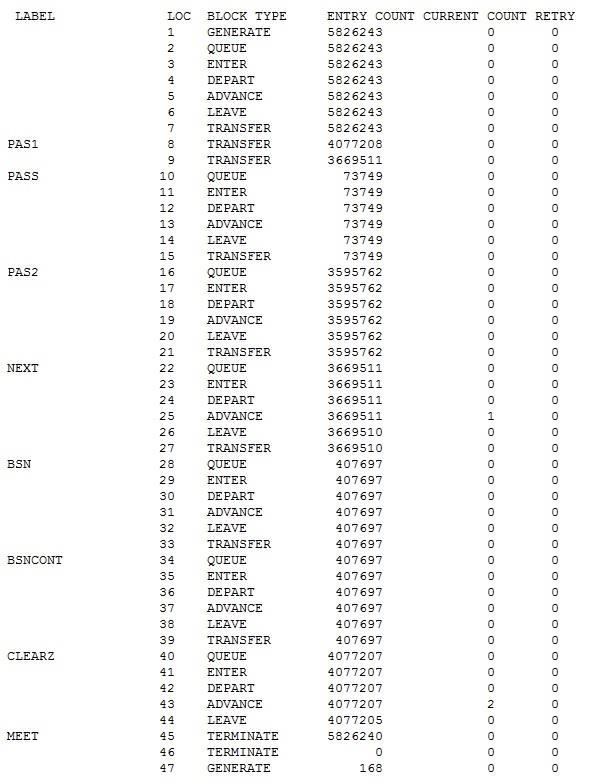 LABEL LOC BLOCK TYPE ENTRY COUNT CURRENT COUNT RETRY
1 GENERATE 5826243 0 0
2 QUEUE 5826243 0 0
3 ENTER 5826243 0 0
4 DEPART 5826243 0 0
5 ADVANCE 5826243 0 0
6 LEAVE 5826243 0 0
7 TRANSFER 5826243 0 0
PAS1 8 TRANSFER 4077208 0 0
9 TRANSFER 3669511 0 0
PASS 10 QUEUE 73749 0 0
11 ENTER 73749 0 0
12 DEPART 73749 0 0
13 ADVANCE 73749 0 0
14 LEAVE 73749 0 0
15 TRANSFER 73749 0 0
PAS2 16 QUEUE 3595762 0 0
17 ENTER 3595762 0 0
18 DEPART 3595762 0 0
19 ADVANCE 3595762 0 0
20 LEAVE 3595762 0 0
21 TRANSFER 3595762 0 0
NEXT 22 QUEUE 3669511 0 0
23 ENTER 3669511 0 0
24 DEPART 3669511 0 0
25 ADVANCE 3669511 1 0
26 LEAVE 3669510 0 0
27 TRANSFER 3669510 0 0
BSN 28 QUEUE 407697 0 0
29 ENTER 407697 0 0
30 DEPART 407697 0 0
31 ADVANCE 407697 0 0
32 LEAVE 407697 0 0
33 TRANSFER 407697 0 0
BSNCONT 34 QUEUE 407697 0 0
35 ENTER 407697 0 0
36 DEPART 407697 0 0
37 ADVANCE 407697 0 0
38 LEAVE 407697 0 0
39 TRANSFER 407697 0 0
CLEARZ 40 QUEUE 4077207 0 0
41 ENTER 4077207 0 0
42 DEPART 4077207 0 0
43 ADVANCE 4077207 2 0
44 LEAVE 4077205 0 0
MEET 45 TERMINATE 5826240 0 0
46 TERMINATE 0 0 0
47 GENERATE 168 0 0